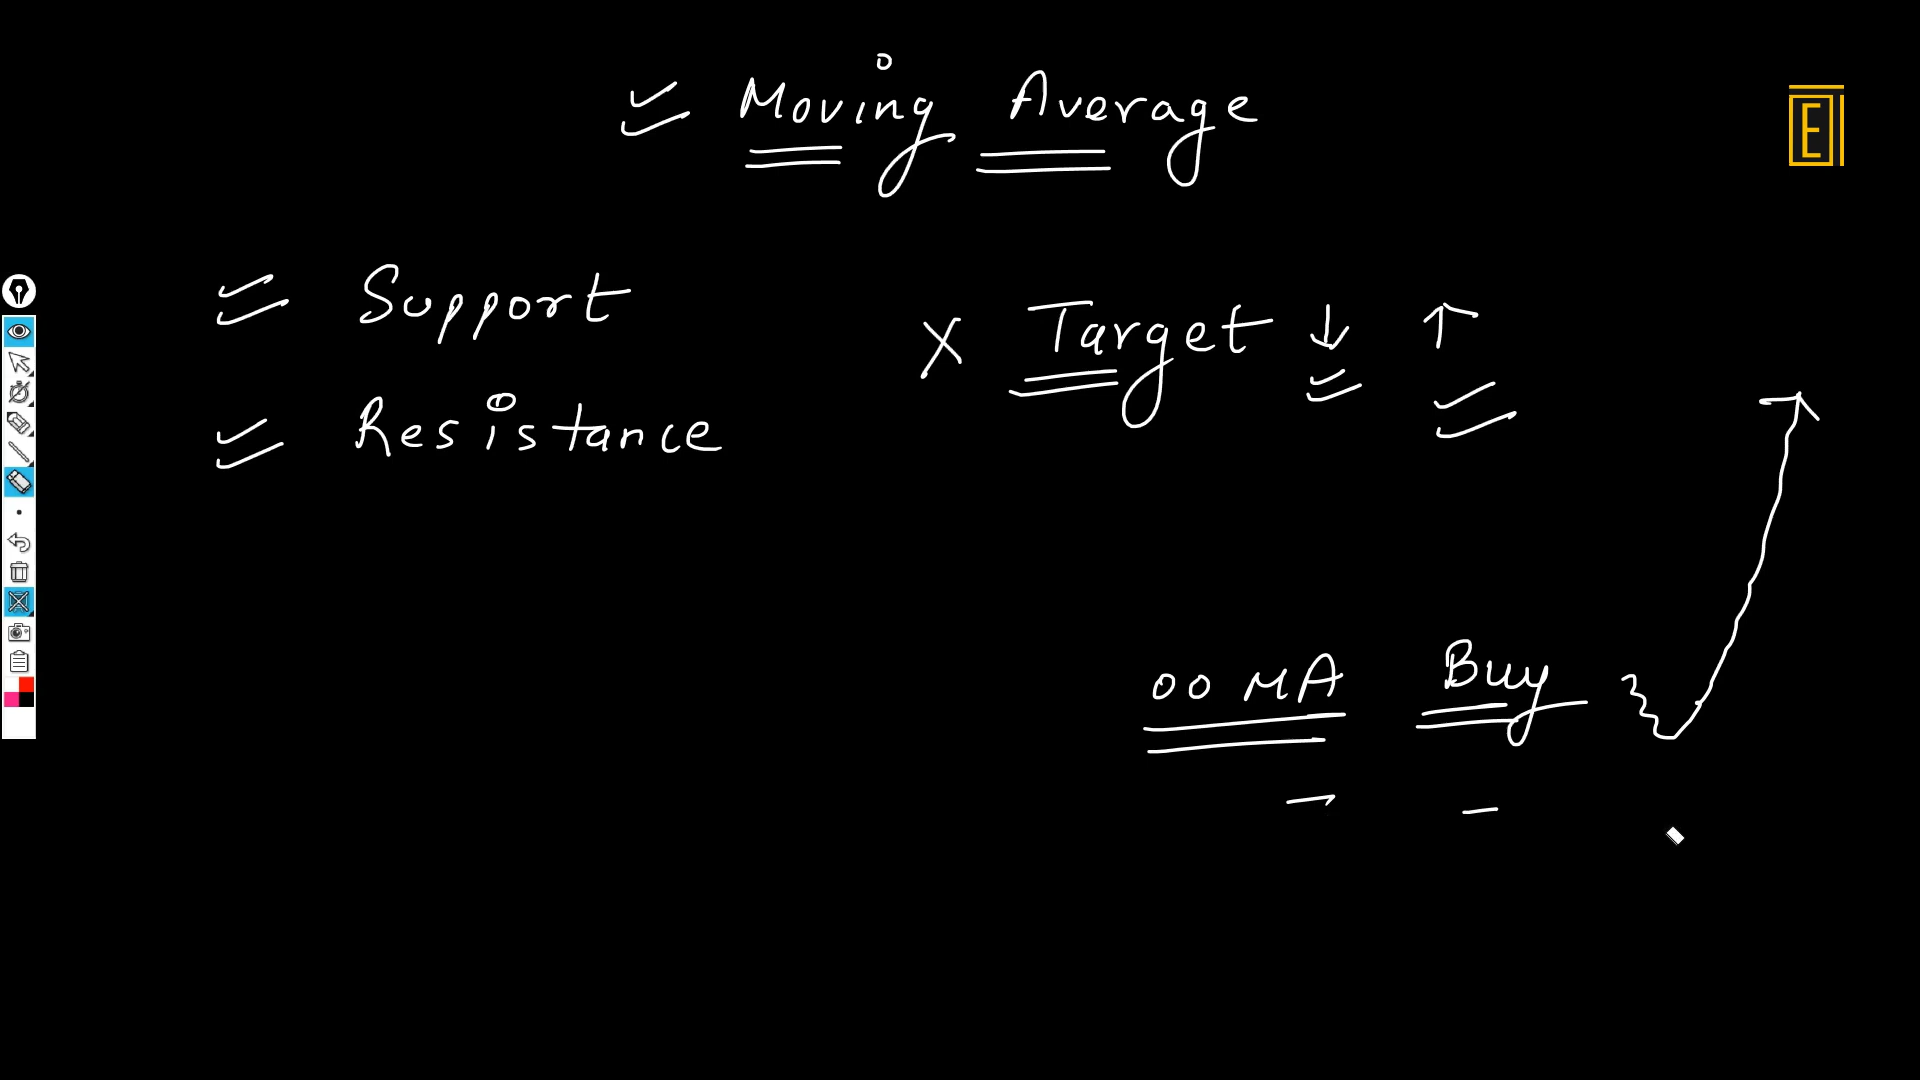 Moving Average
Support
X Target ↓ ↑
Resistance
00 MA Buy
E